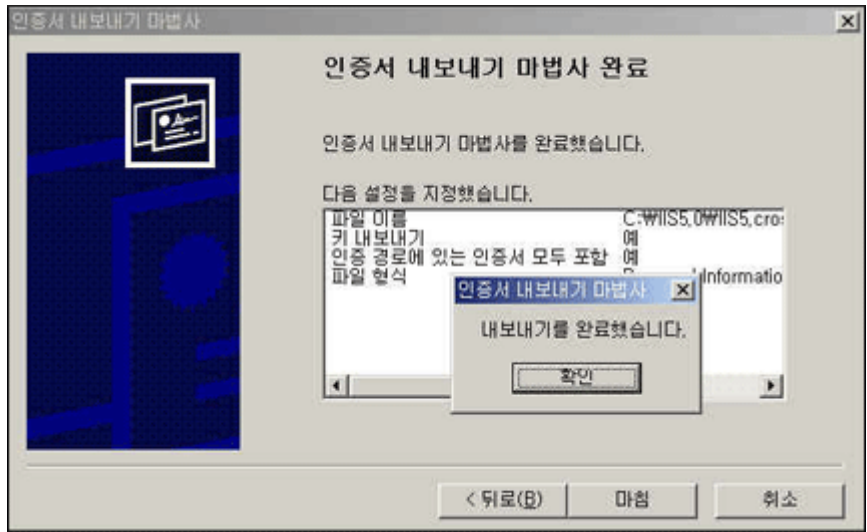 인증서 내보내기 마법사
인증서 내보내기 마법사 완료
인증서 내보내기 마법사를 완료했습니다.
다음 설정을 지정했습니다.
파일 이름 C:₩IIS5,0₩IIS5,cro
키 내보내기 예
인증 경로에 있는 인증서 모두 포함 예
파일 형식 Informatio
인증서 내보내기 마법사
내보내기를 완료했습니다.
확인
< 뒤로(B) 마침 취소